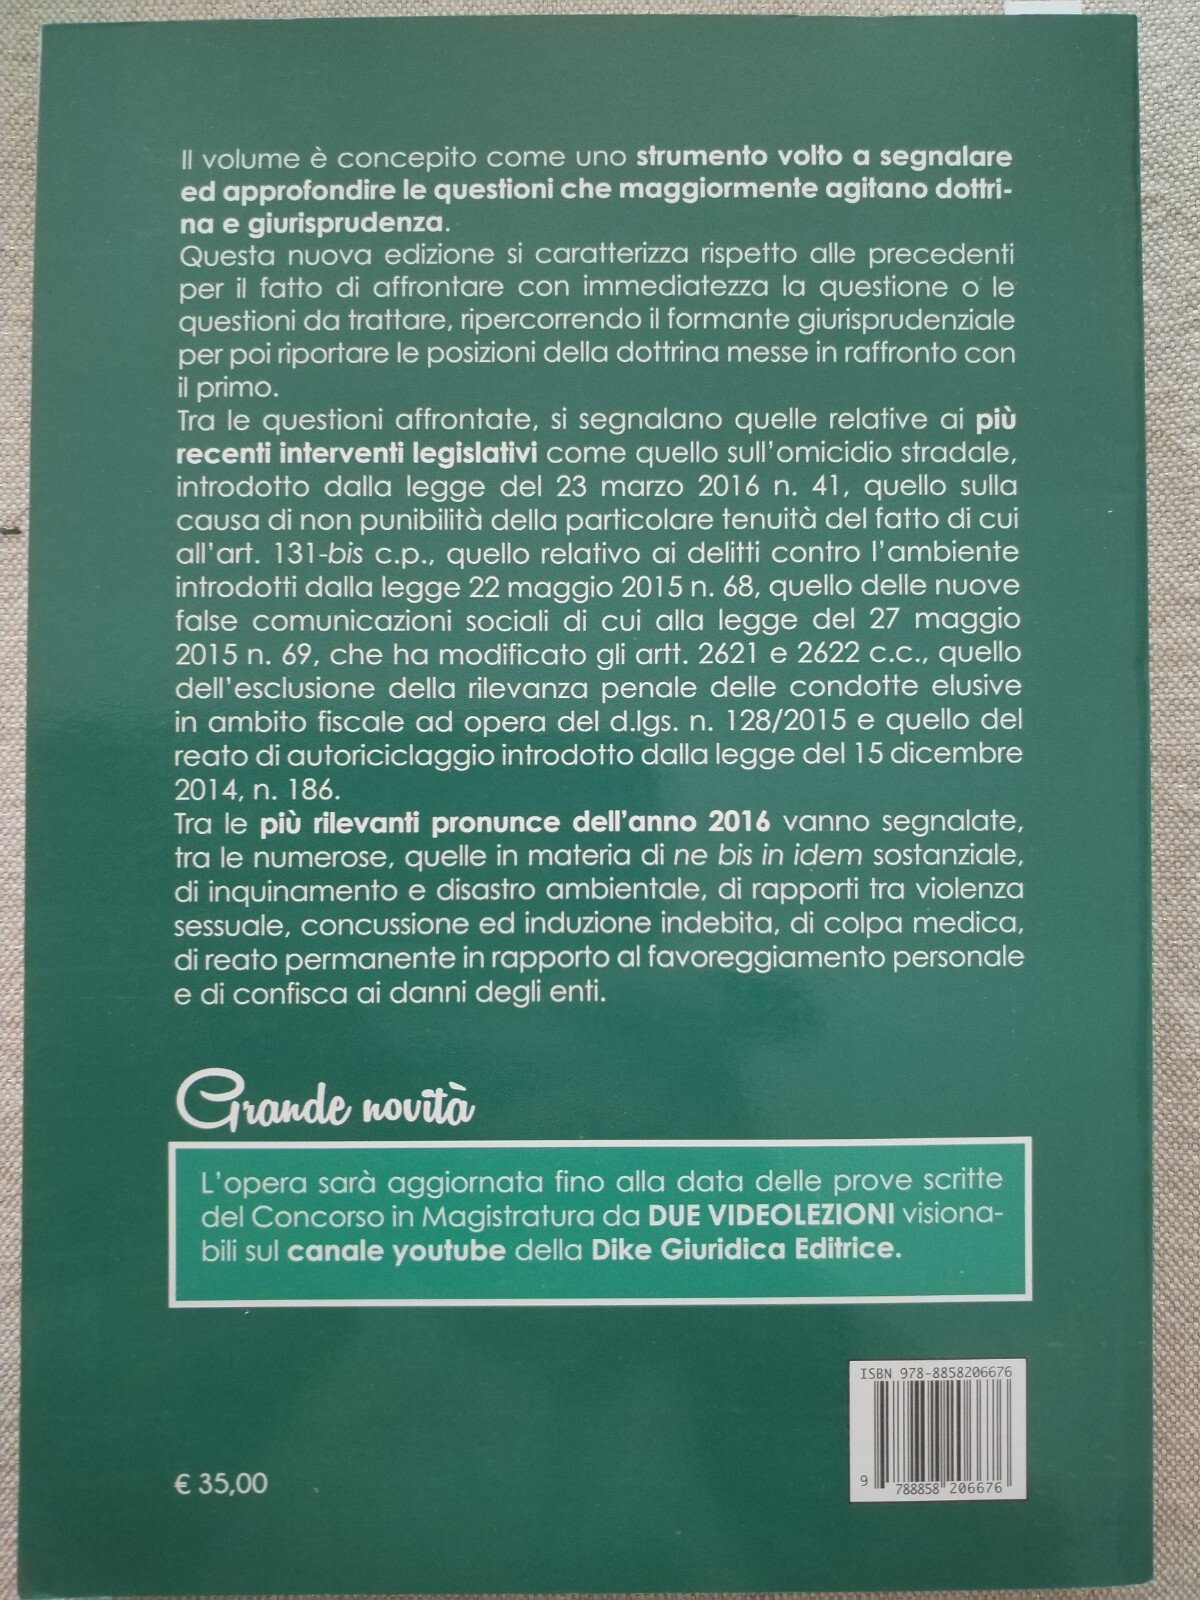 Il volume è concepito come uno strumento volto a segnalare
ed approfondire le questioni che maggiormente agitano dottri-
na e giurisprudenza.
Questa nuova edizione si caratterizza rispetto alle precedenti
per il fatto di affrontare con immediatezza la questione o le
questioni da trattare, ripercorrendo il formante giurisprudenziale
per poi riportare le posizioni della dottrina messe in raffronto con
il primo.
Tra le questioni affrontate, si segnalano quelle relative ai più
recenti interventi legislativi come quello sull'omicidio stradale,
introdotto dalla legge del 23 marzo 2016 n. 41, quello sulla
causa di non punibilità della particolare tenuità del fatto di cui
all'art. 131-bis c.p., quello relativo ai delitti contro l'ambiente
introdotti dalla legge 22 maggio 2015 n. 68, quello delle nuove
false comunicazioni sociali di cui alla legge del 27 maggio
2015 n. 69, che ha modificato gli artt. 2621 e 2622 c.c., quello
dell'esclusione della rilevanza penale delle condotte elusive
in ambito fiscale ad opera del d.lgs. n. 128/2015 e quello del
reato di autoriciclaggio introdotto dalla legge del 15 dicembre
2014, n. 186.
Tra le più rilevanti pronunce dell'anno 2016 vanno segnalate,
tra le numerose, quelle in materia di ne bis in idem sostanziale,
di inquinamento e disastro ambientale, di rapporti tra violenza
sessuale, concussione ed induzione indebita, di colpa medica,
di reato permanente in rapporto al favoreggiamento personale
e di confisca ai danni degli enti.
Grande novità
L'opera sarà aggiornata fino alla data delle prove scritte
del Concorso in Magistratura da DUE VIDEOLEZIONI visiona-
bili sul canale youtube della Dike Giuridica Editrice.
ISBN 978-8858206676
9 788858 206676
€ 35,00